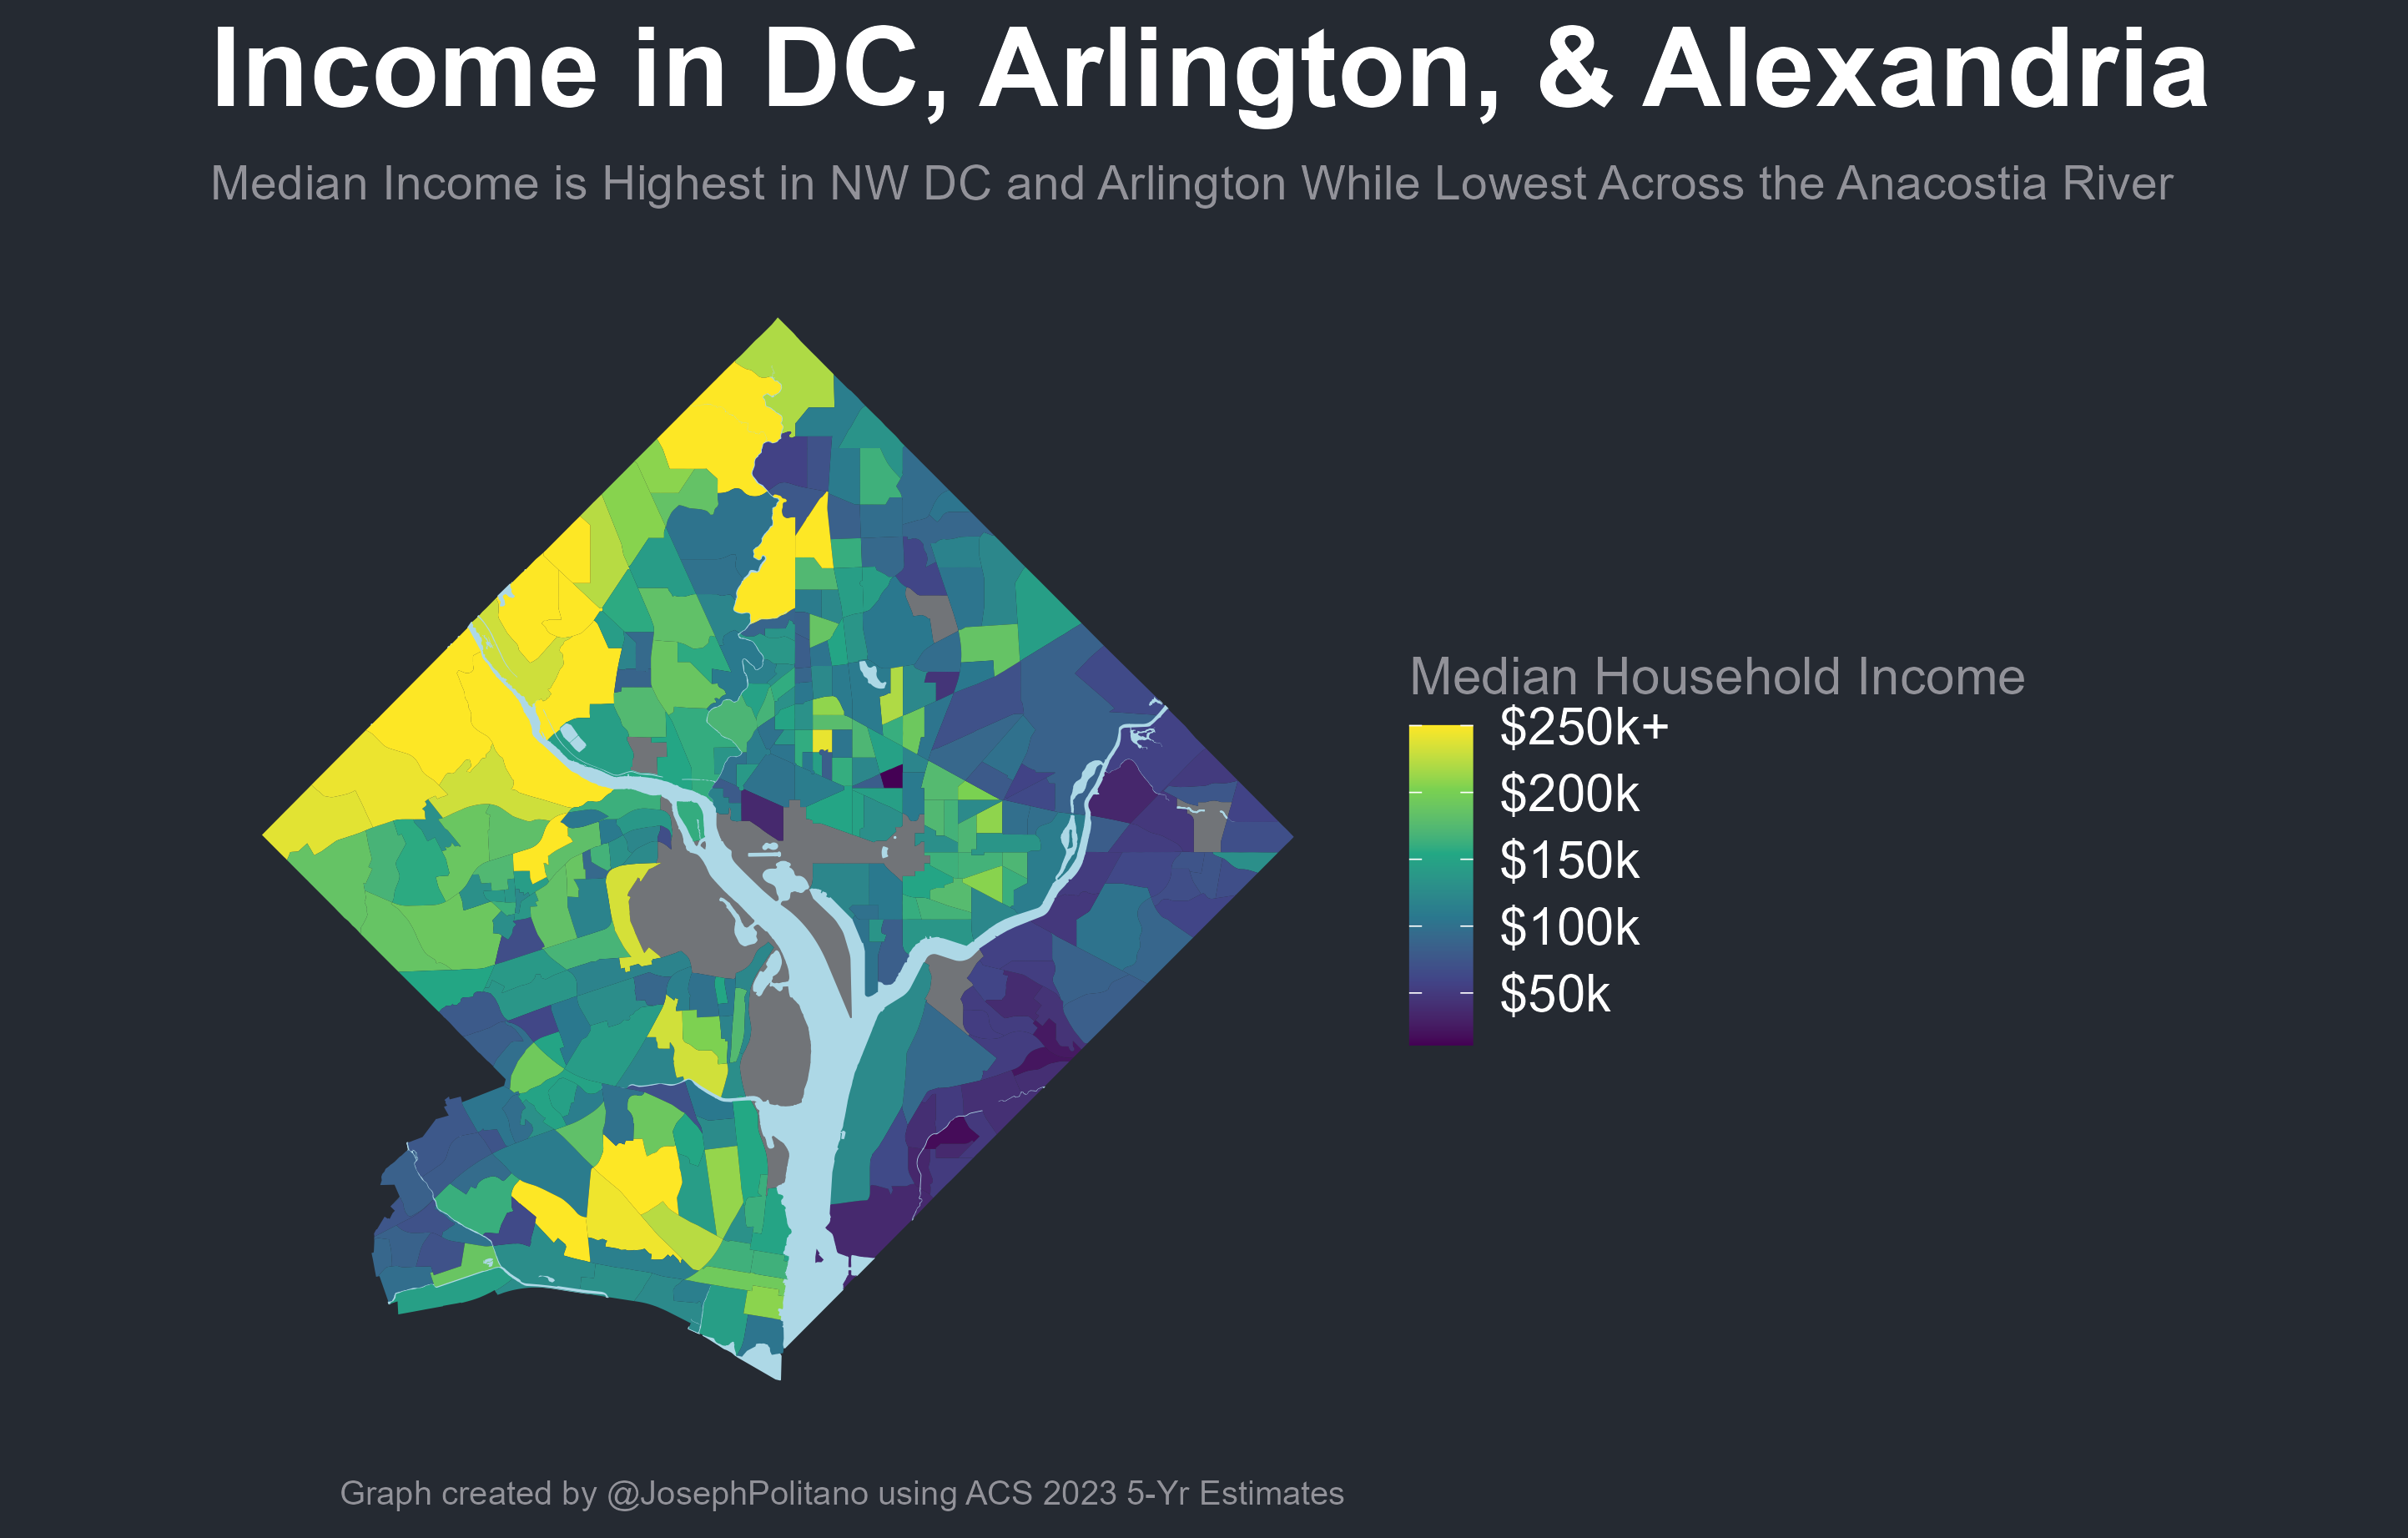 Income in DC, Arlington, & Alexandria
Median Income is Highest in NW DC and Arlington While Lowest Across the Anacostia River
Median Household Income
$250k+
$200k
$150k
$100k
$50k
Graph created by @JosephPolitano using ACS 2023 5-Yr Estimates